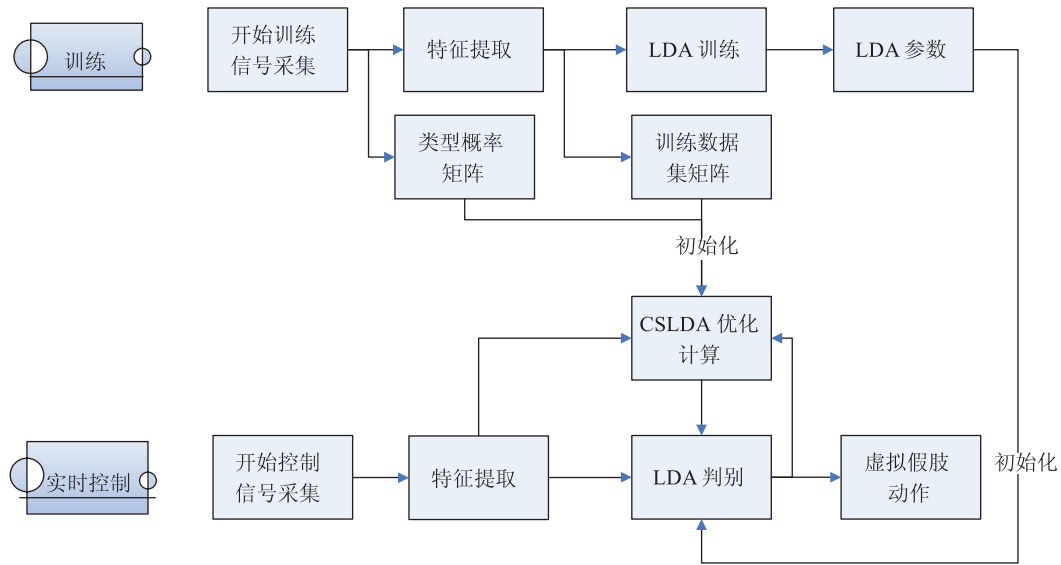 训练
开始训练
信号采集
特征提取
LDA 训练
LDA 参数
类型概率
矩阵
训练数据
集矩阵
初始化
CSLDA 优化
计算
实时控制
开始控制
信号采集
特征提取
LDA 判别
虚拟假肢
动作
初始化